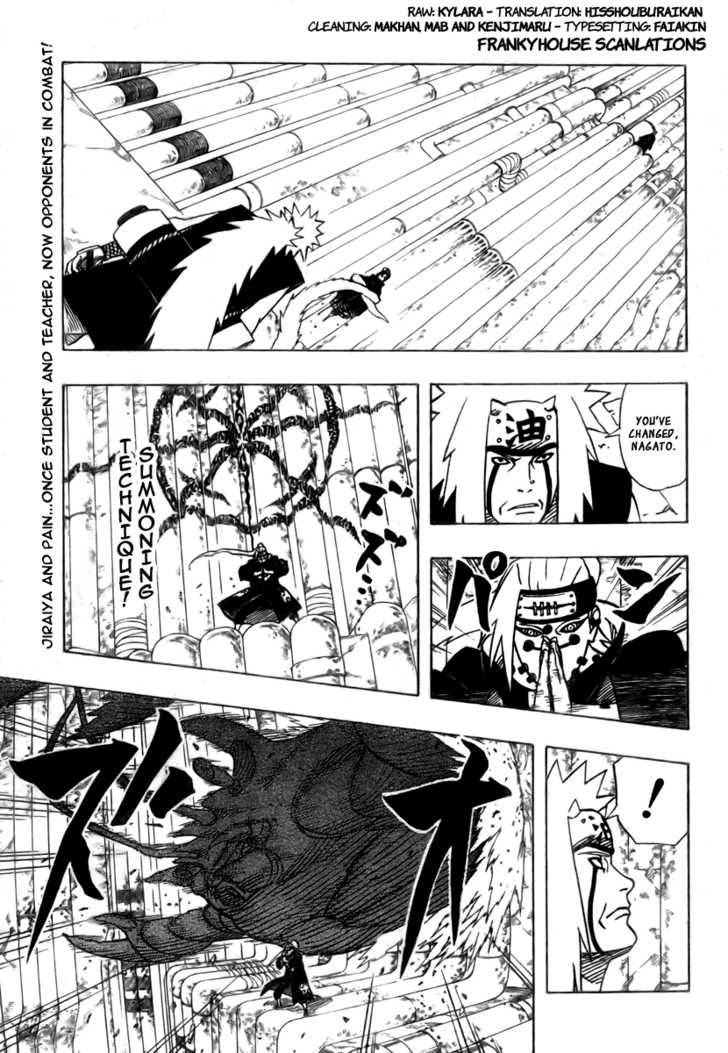 RAW: KYLARA - TRANSLATION: HISSHOUBURAIKAN
CLEANING: MAKHAN, MAB AND KENJIMARU - TYPESETTING: FAIAKIN
FRANKYHOUSE SCANLATIONS
JIRAIYA AND PAIN...ONCE STUDENT AND TEACHER, NOW OPPONENTS IN COMBAT!
油
YOU'VE
CHANGED,
NAGATO.
SUMMONING
TECHNIQUE!
ズズ...
パン
!
ズオ